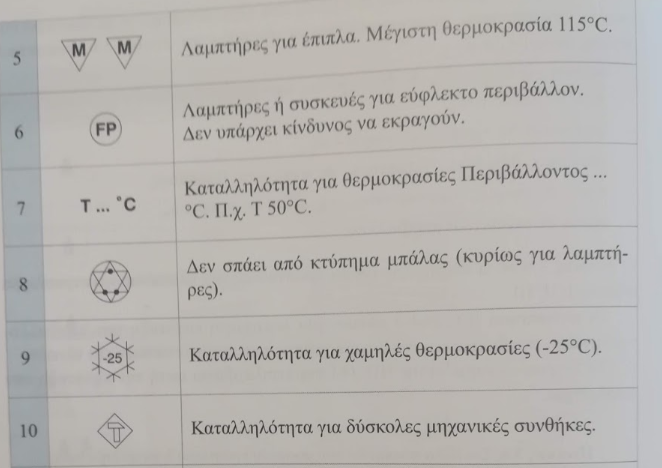 5 M M Λαμπτήρες για έπιπλα. Μέγιστη θερμοκρασία 115°C.
6 FP Λαμπτήρες ή συσκευές για εύφλεκτο περιβάλλον.
Δεν υπάρχει κίνδυνος να εκραγούν.
7 T ... °C Καταλληλότητα για θερμοκρασίες Περιβάλλοντος ...
°C. Π.χ. Τ 50°C.
8 Δεν σπάει από κτύπημα μπάλας (κυρίως για λαμπτή-
ρες).
9 -25 Καταλληλότητα για χαμηλές θερμοκρασίες (-25°C).
10 Καταλληλότητα για δύσκολες μηχανικές συνθήκες.